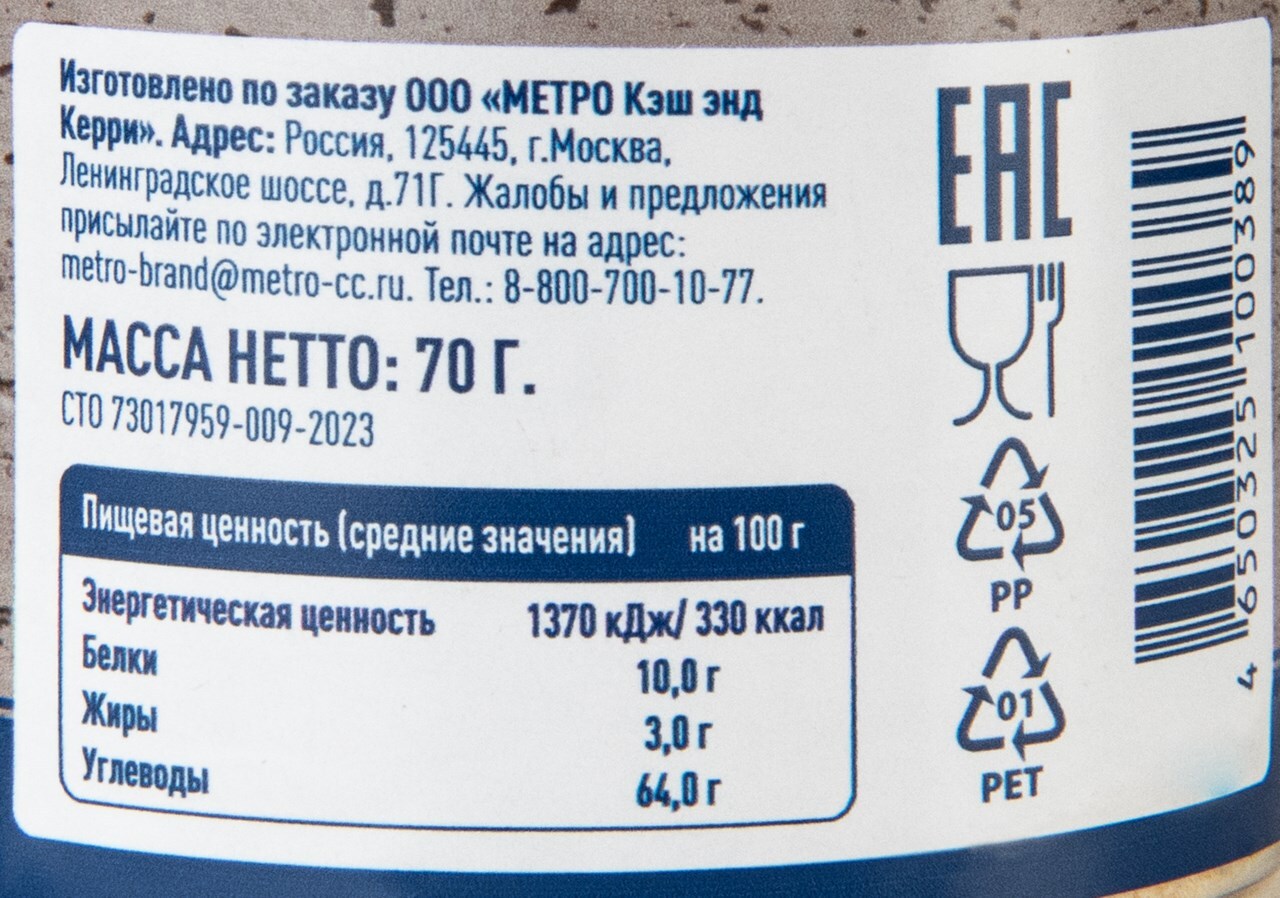 Изготовлено по заказу ООО «МЕТРО Кэш энд
Керри». Адрес: Россия, 125445, г.Москва,
Ленинградское шоссе, д.71Г. Жалобы и предложения
присылайте по электронной почте на адрес:
metro-brand@metro-cc.ru. Тел.: 8-800-700-10-77.
МАССА НЕТТО: 70 Г.
СТО 73017959-009-2023
Пищевая ценность (средние значения) на 100 г
Энергетическая ценность 1370 кДж/ 330 ккал
Белки 10,0 г
Жиры 3,0 г
Углеводы 64,0 г
ЕАС
05
PP
01
PET
4 650325 100389